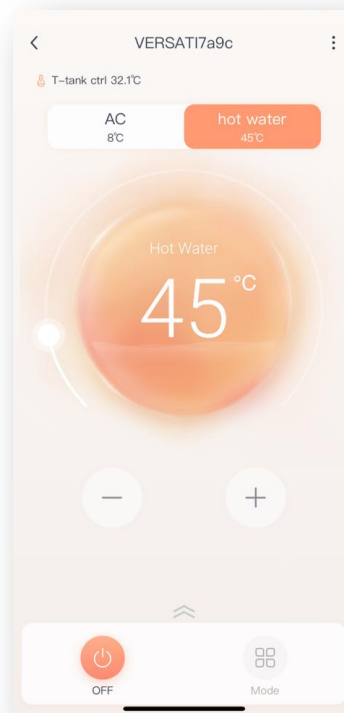 VERSATI7a9c
T-tank ctrl 32.1℃
AC
8℃
hot water
45℃
Hot Water
45℃
OFF
Mode